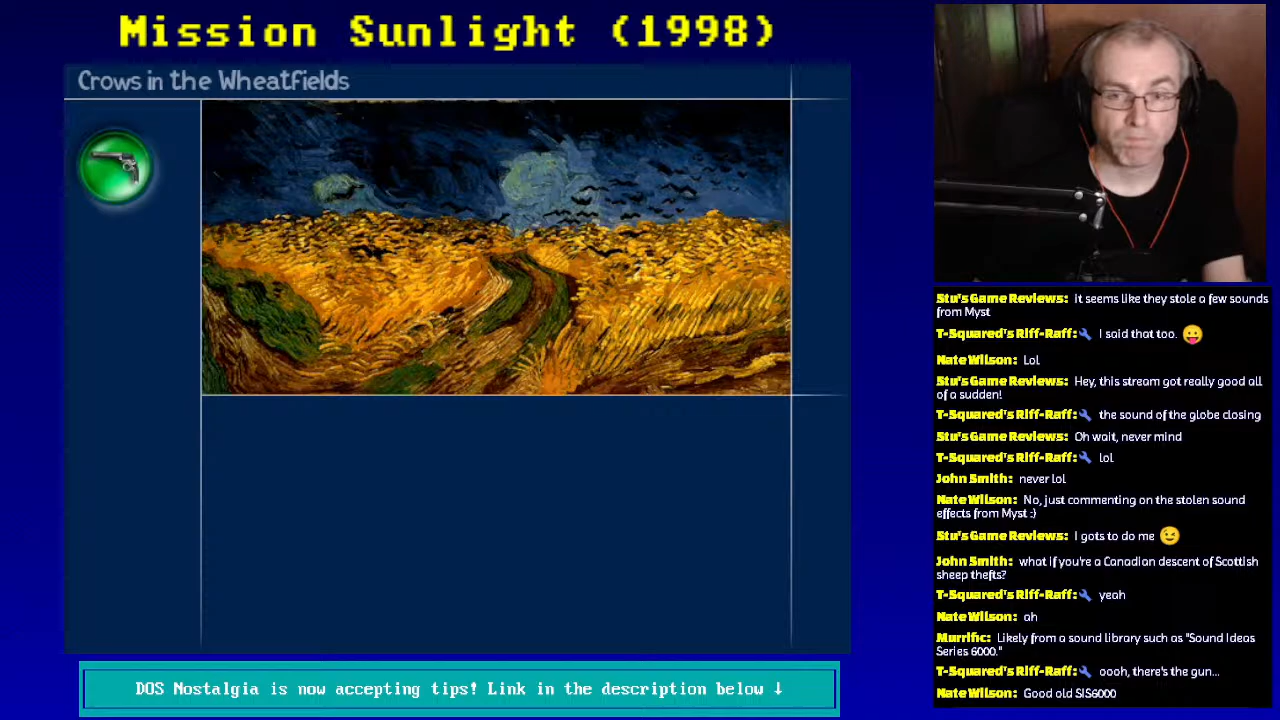 Mission Sunlight (1998)
Crows in the Wheatfields
Stu's Game Reviews: It seems like they stole a few sounds
from Myst
T-Squared's Riff-Raff: I said that too. 😛
Nate Wilson: Lol
Stu's Game Reviews: Hey, this stream got really good all
of a sudden!
T-Squared's Riff-Raff: the sound of the globe closing
Stu's Game Reviews: Oh wait, never mind
T-Squared's Riff-Raff: lol
John Smith: never lol
Nate Wilson: No, just commenting on the stolen sound
effects from Myst :)
Stu's Game Reviews: I gots to do me 😉
John Smith: what if you're a Canadian descent of Scottish
sheep thefts?
T-Squared's Riff-Raff: yeah
Nate Wilson: ah
Murrific: Likely from a sound library such as "Sound Ideas
Series 6000."
T-Squared's Riff-Raff: oooh, there's the gun...
Nate Wilson: Good old SIS6000
DOS Nostalgia is now accepting tips! Link in the description below ↓